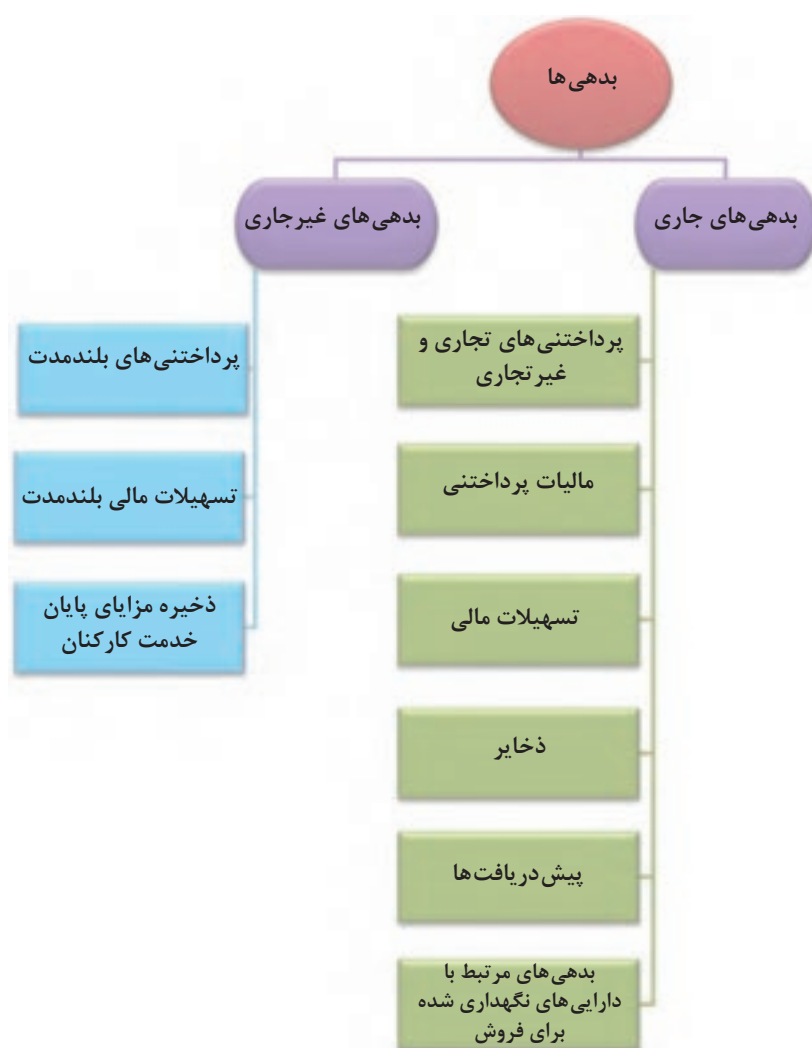 بدهی‌ها
بدهی‌های جاری
پرداختنی‌های تجاری و
غیرتجاری
مالیات پرداختنی
تسهیلات مالی
ذخایر
پیش‌دریافت‌ها
بدهی‌های مرتبط با
دارایی‌های نگهداری شده
برای فروش
بدهی‌های غیرجاری
پرداختنی‌های بلندمدت
تسهیلات مالی بلندمدت
ذخیره مزایای پایان
خدمت کارکنان